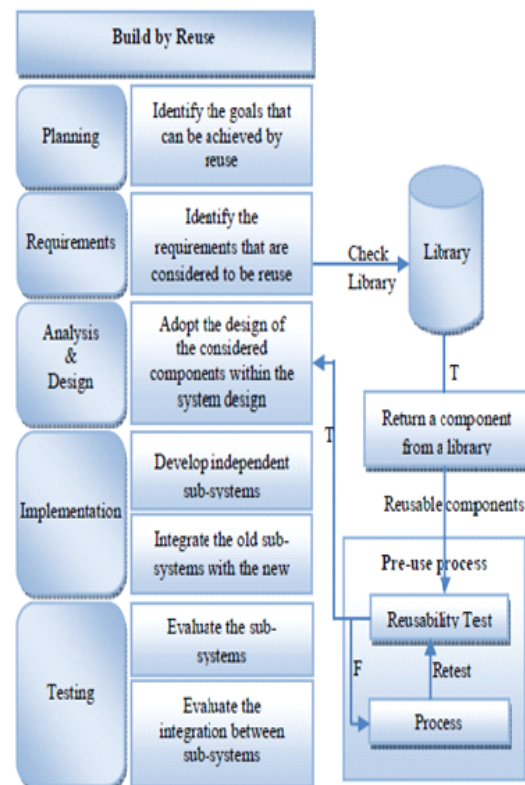 Build by Reuse
Planning
Identify the goals that
can be achieved by
reuse
Requirements
Identify the
requirements that are
considered to be reuse
Check
Library
Library
Analysis
&
Design
Adopt the design of
the considered
components within the
system design
T
T
Return a component
from a library
Implementation
Develop independent
sub-systems
Integrate the old sub-
systems with the new
Reusable components
Pre-use process
Reusability Test
F
Retest
Process
Testing
Evaluate the sub-
systems
Evaluate the
integration between
sub-systems